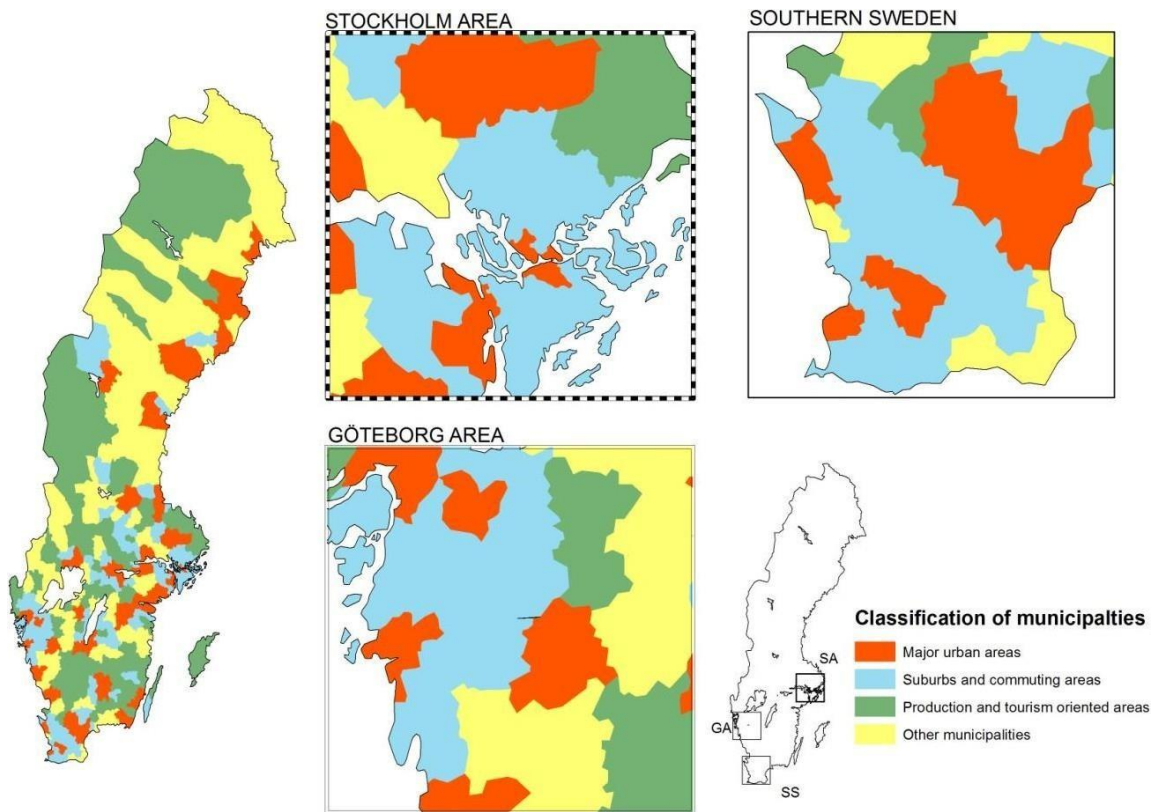 STOCKHOLM AREA
SOUTHERN SWEDEN
GÖTEBORG AREA
Classification of municipalties
Major urban areas
Suburbs and commuting areas
Production and tourism oriented areas
Other municipalities
SA
GA
SS